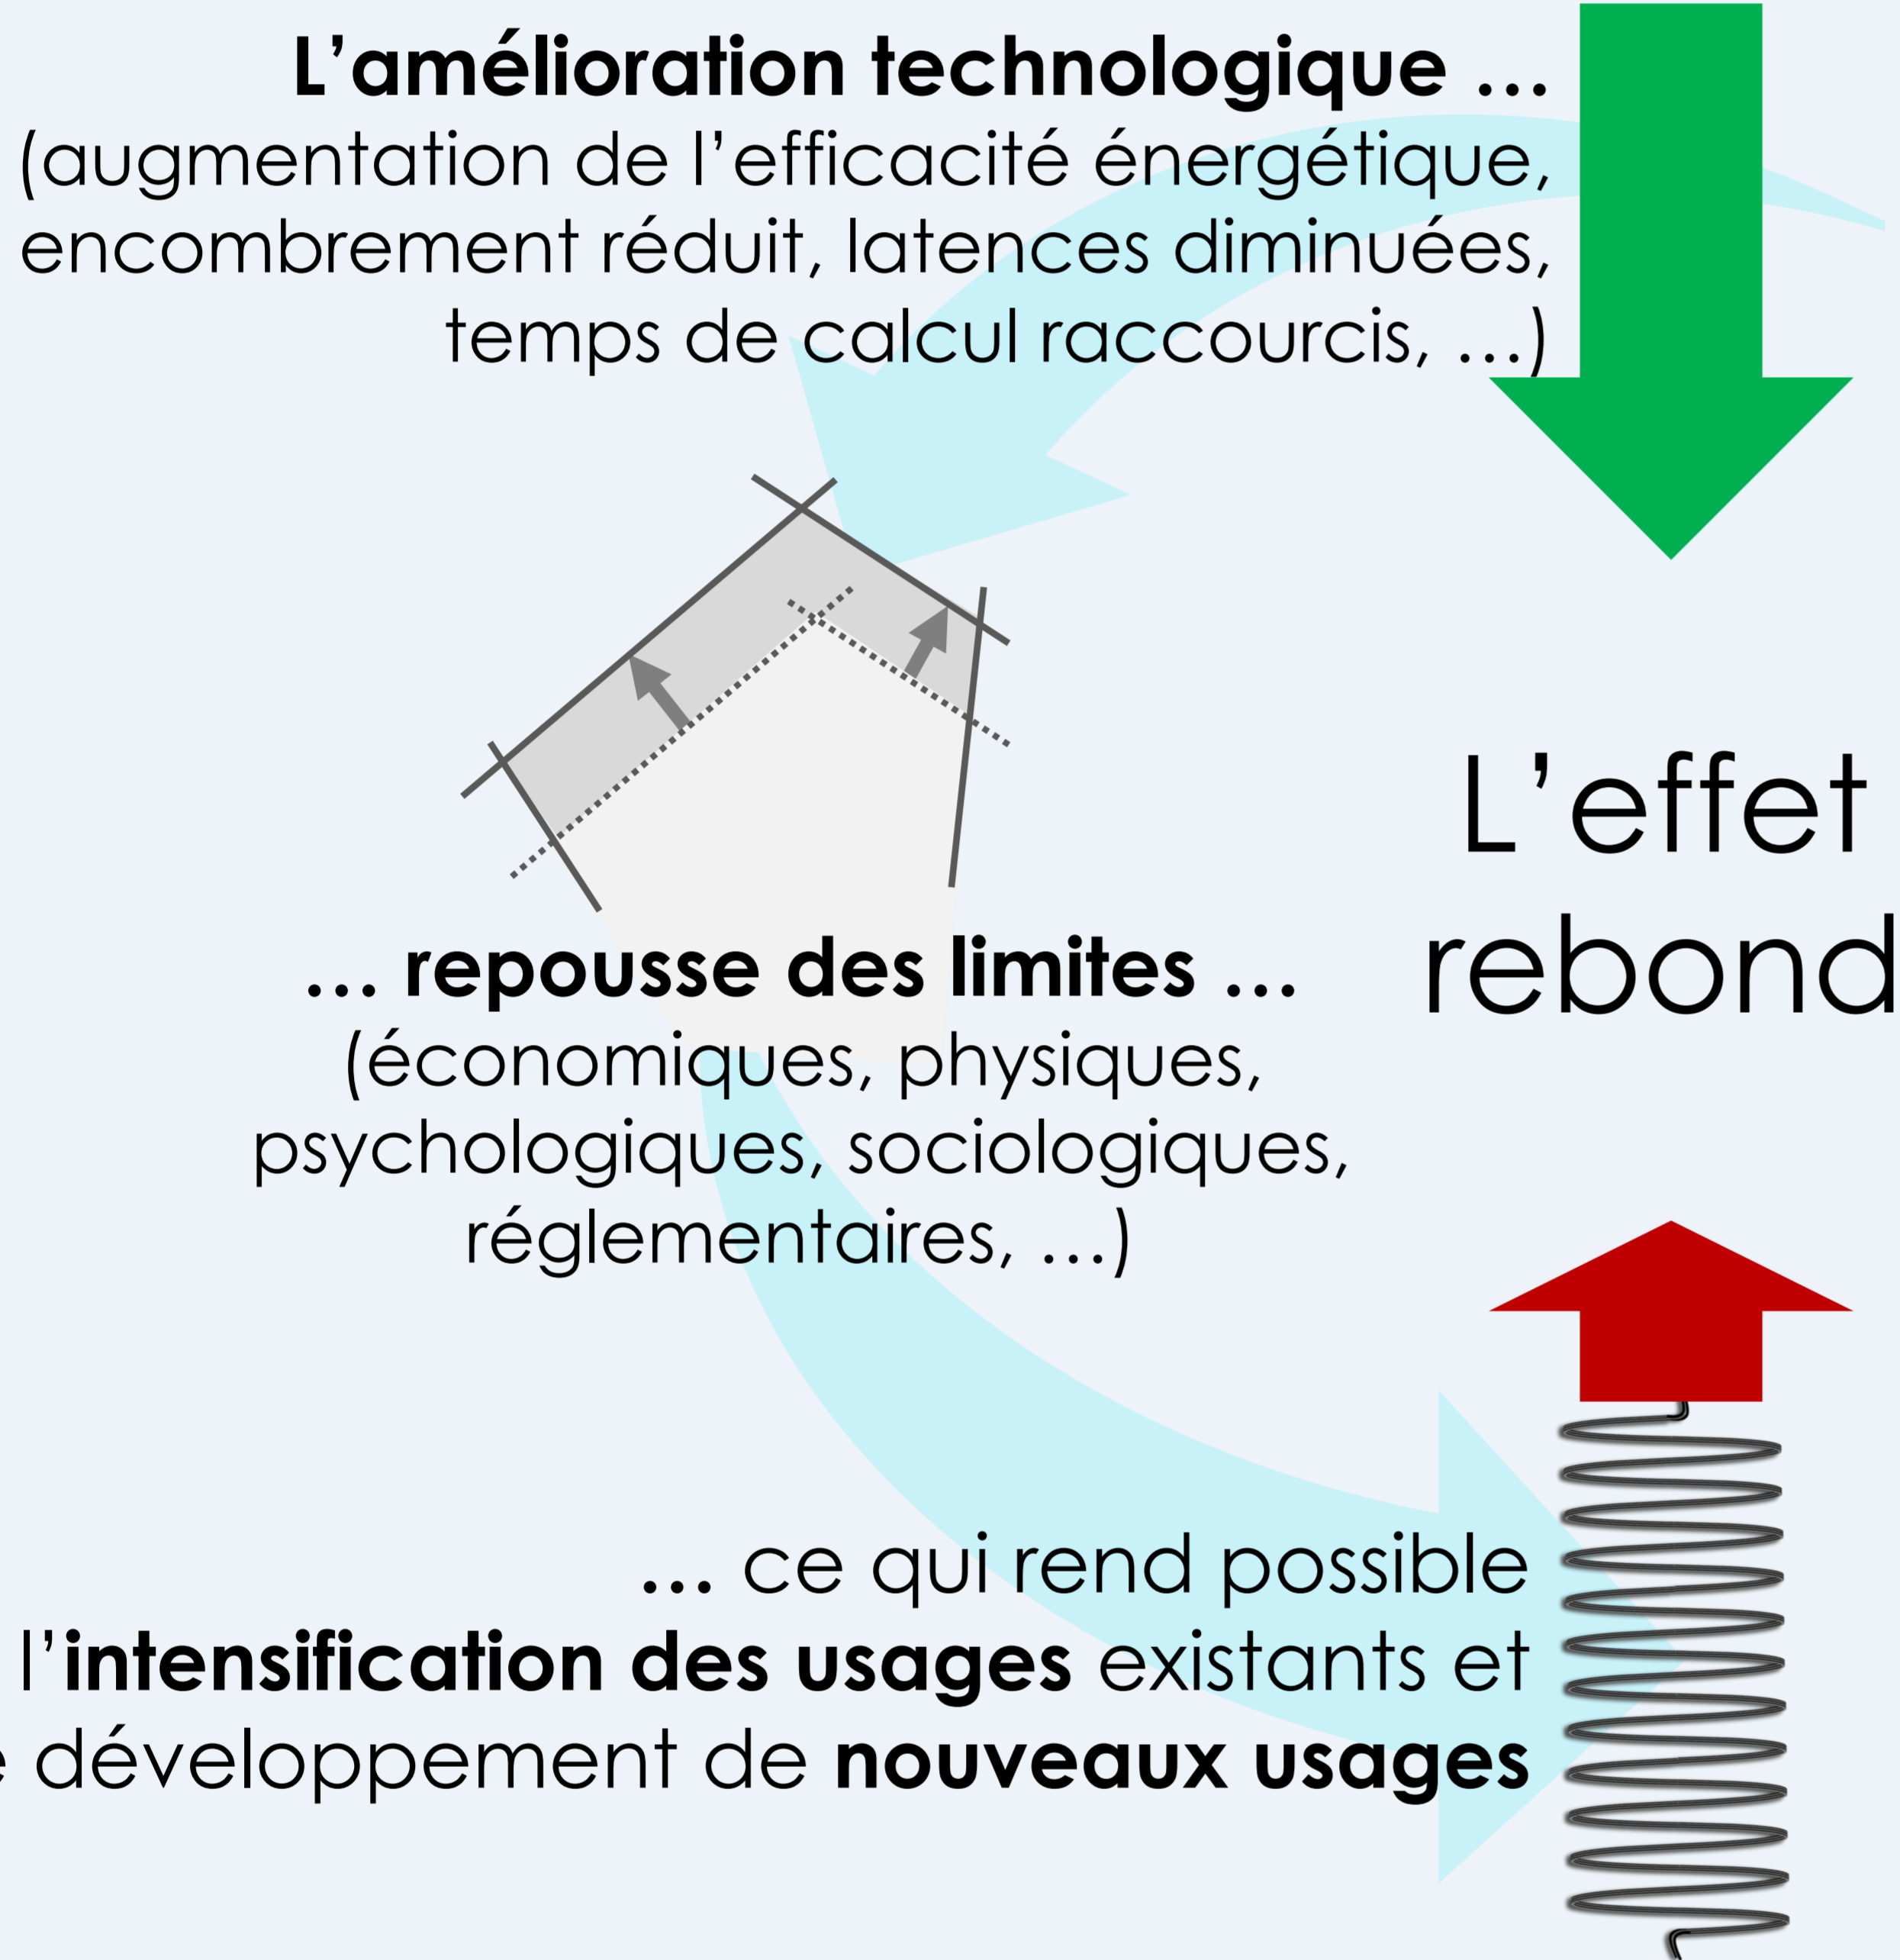 L'amélioration technologique ...
(augmentation de l'efficacité énergétique,
encombrement réduit, latences diminuées,
temps de calcul raccourcis, ...)
L'effet
rebond
... repousse des limites ...
(économiques, physiques,
psychologiques, sociologiques,
réglementaires, ...)
... ce qui rend possible
l'intensification des usages existants et
développement de nouveaux usages